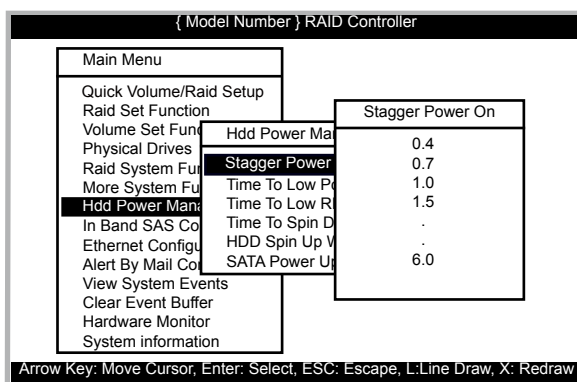 { Model Number } RAID Controller
Main Menu
Quick Volume/Raid Setup
Raid Set Function
Volume Set Func
Physical Drives
Raid System Fu
More System Fu
Hdd Power Mana
In Band SAS Co
Ethernet Configu
Alert By Mail Co
View System Events
Clear Event Buffer
Hardware Monitor
System information
Hdd Power Ma
Stagger Power
Time To Low P
Time To Low R
Time To Spin D
HDD Spin Up W
SATA Power U
Stagger Power On
0.4
0.7
1.0
1.5
.
.
6.0
Arrow Key: Move Cursor, Enter: Select, ESC: Escape, L:Line Draw, X: Redraw